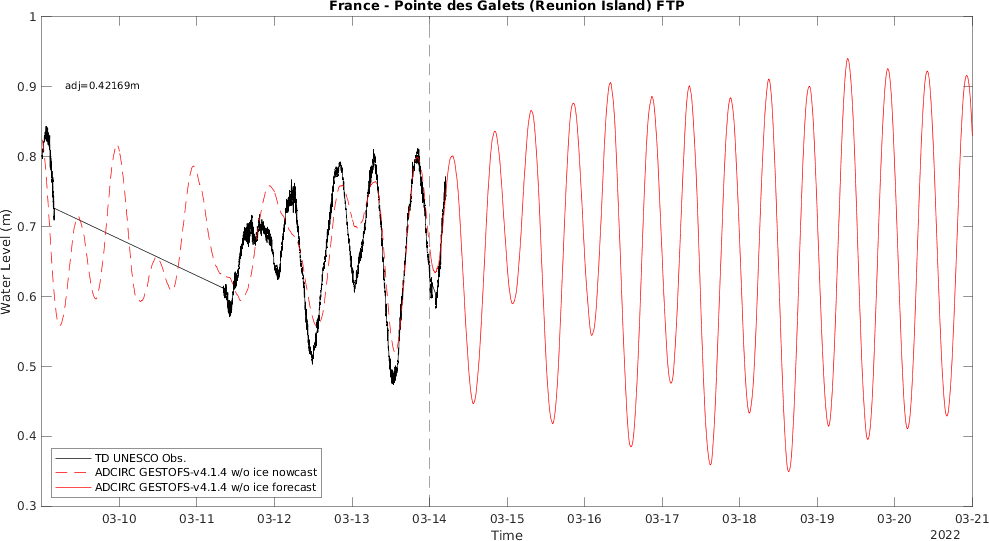 France - Pointe des Galets (Reunion Island) FTP
1
0.9
0.8
0.7
0.6
0.5
0.4
0.3
Water Level (m)
adj=0.42169m
TD UNESCO Obs.
ADCIRC GESTOFS-v4.1.4 w/o ice nowcast
ADCIRC GESTOFS-v4.1.4 w/o ice forecast
03-10 03-11 03-12 03-13 03-14 03-15 03-16 03-17 03-18 03-19 03-20 03-21
Time
2022